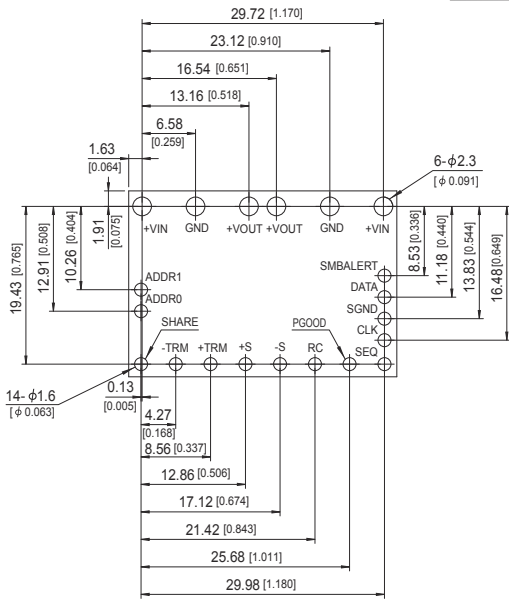 29.72 [1.170]
23.12 [0.910]
16.54 [0.651]
13.16 [0.518]
6.58
[0.259]
1.63
[0.064]
6-ϕ2.3
[ϕ 0.091]
+VIN
GND
+VOUT
+VOUT
GND
+VIN
1.91
[0.075]
10.26 [0.404]
12.91 [0.508]
19.43 [0.765]
8.53 [0.336]
11.18 [0.440]
13.83 [0.544]
16.48 [0.649]
SMBALERT
ADDR1
DATA
ADDR0
SGND
SHARE
PGOOD
CLK
-TRM
+TRM
+S
-S
RC
SEQ
14- ϕ1.6
[ϕ 0.063]
0.13
[0.005]
4.27
[0.168]
8.56 [0.337]
12.86 [0.506]
17.12 [0.674]
21.42 [0.843]
25.68 [1.011]
29.98 [1.180]